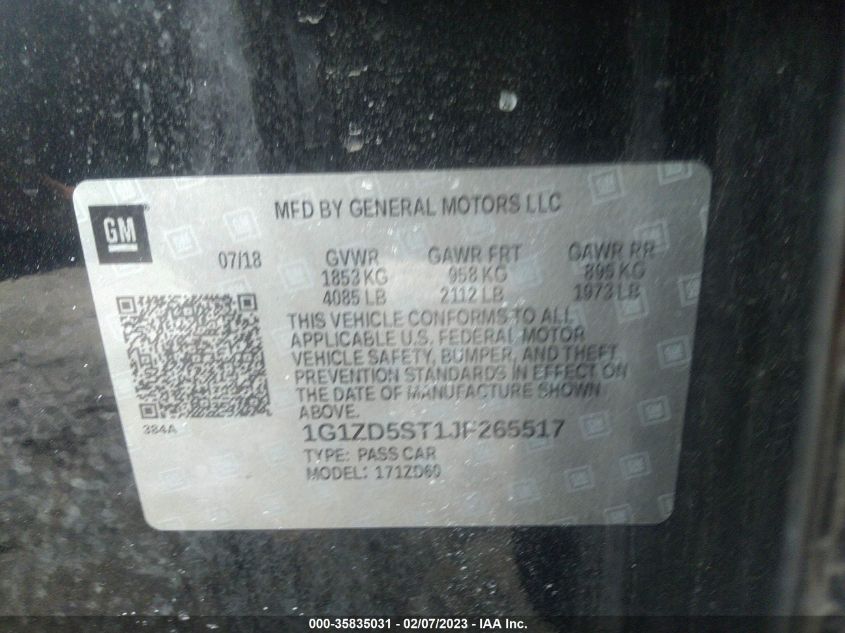 MFD BY GENERAL MOTORS LLC
GM
07/18 GVWR GAWR FRT GAWR RR
1853 KG 958 KG 895 KG
4085 LB 2112 LB 1973 LB
THIS VEHICLE CONFORMS TO ALL
APPLICABLE U.S. FEDERAL MOTOR
VEHICLE SAFETY, BUMPER, AND THEFT
PREVENTION STANDARDS IN EFFECT ON
THE DATE OF MANUFACTURE SHOWN
ABOVE.
384A
1G1ZD5ST1JF265517
TYPE: PASS CAR
MODEL: 171ZD69
000-35835031 - 02/07/2023 - IAA Inc.